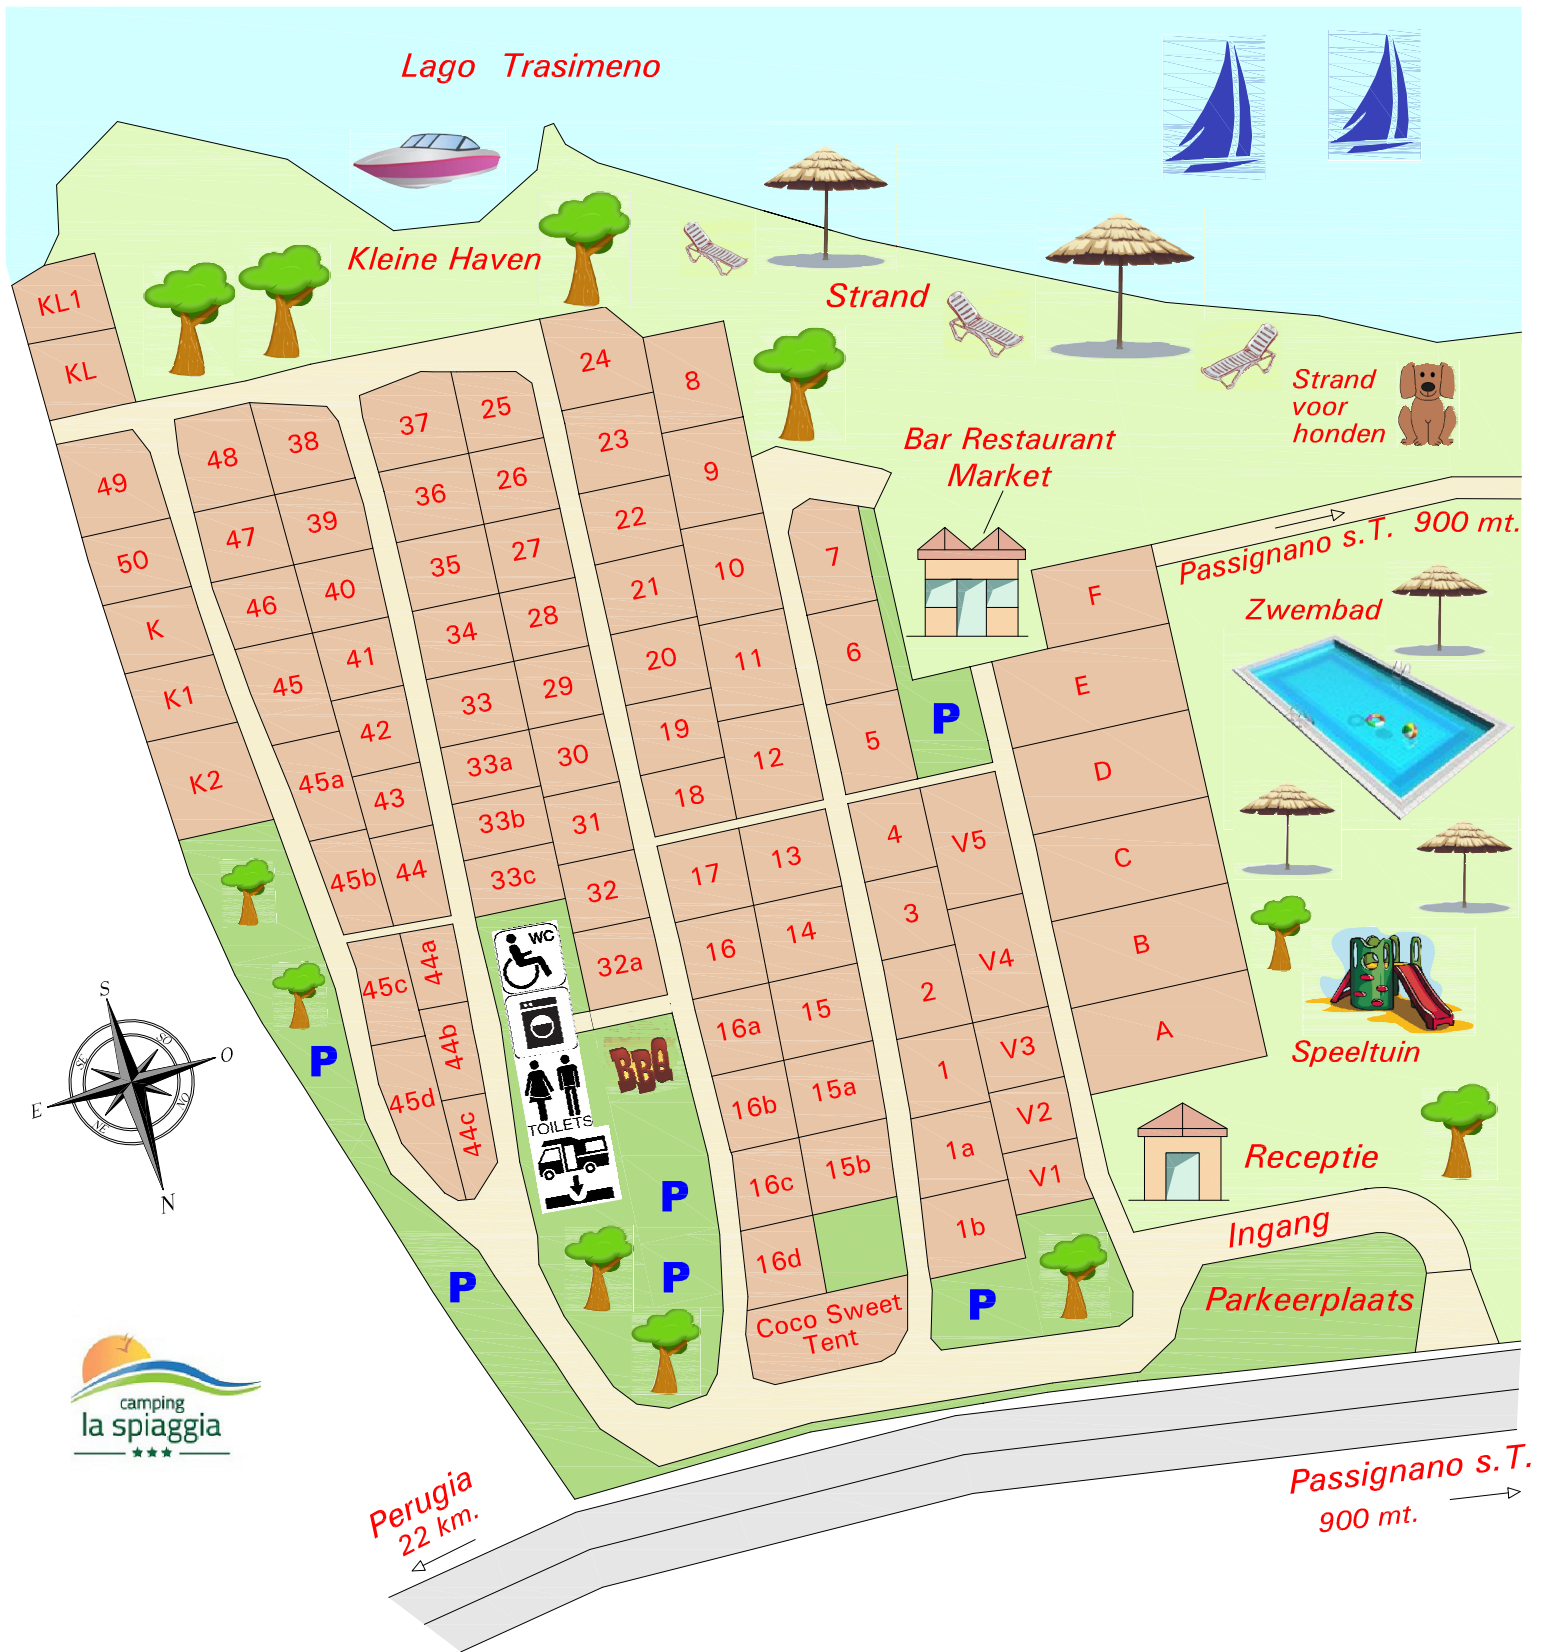 Lago Trasimeno
Kleine Haven
Strand
Strand
voor
honden
Bar Restaurant
Market
Passignano s.T. 900 mt.
Zwembad
KL1
KL
24
8
37
25
48
38
23
9
49
36
26
47
39
22
50
35
27
10
7
F
46
40
21
K
34
28
11
6
E
K1
45
41
33
29
20
P
5
K2
42
33a
30
19
12
D
45a
43
33b
31
18
4
V5
C
45b
44
33c
32
17
13
3
B
45c
44a
WC
32a
16
14
2
V4
A
16a
15
1
V3
Speeltuin
P
44b
BBQ
16b
15a
V2
45d
44c
TOILETS
16c
15b
1a
V1
Receptie
P
16d
1b
Ingang
P
P
Coco Sweet
Tent
P
Parkeerplaats
S
SE
SO
O
E
NE
NO
N
camping
la spiaggia
Perugia
22 km.
Passignano s.T.
900 mt.